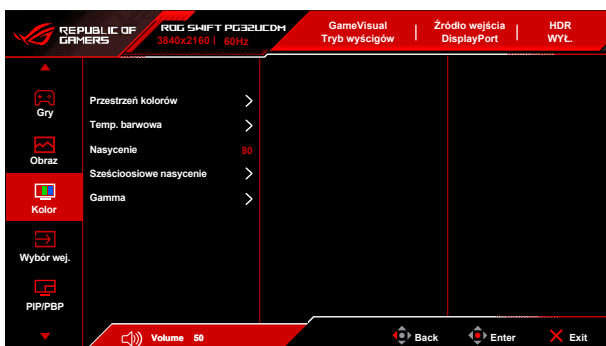 REPUBLIC OF
GAMERS
ROG SWIFT PG32UCDM
3840x2160 | 60Hz
GameVisual
Tryb wyścigów
Źródło wejścia
DisplayPort
HDR
WYŁ.
Gry
Obraz
Kolor
Wybór wej.
PIP/PBP
Przestrzeń kolorów
Temp. barwowa
Nasycenie 80
Sześcioosiowe nasycenie
Gamma
Volume 50
Back
Enter
Exit